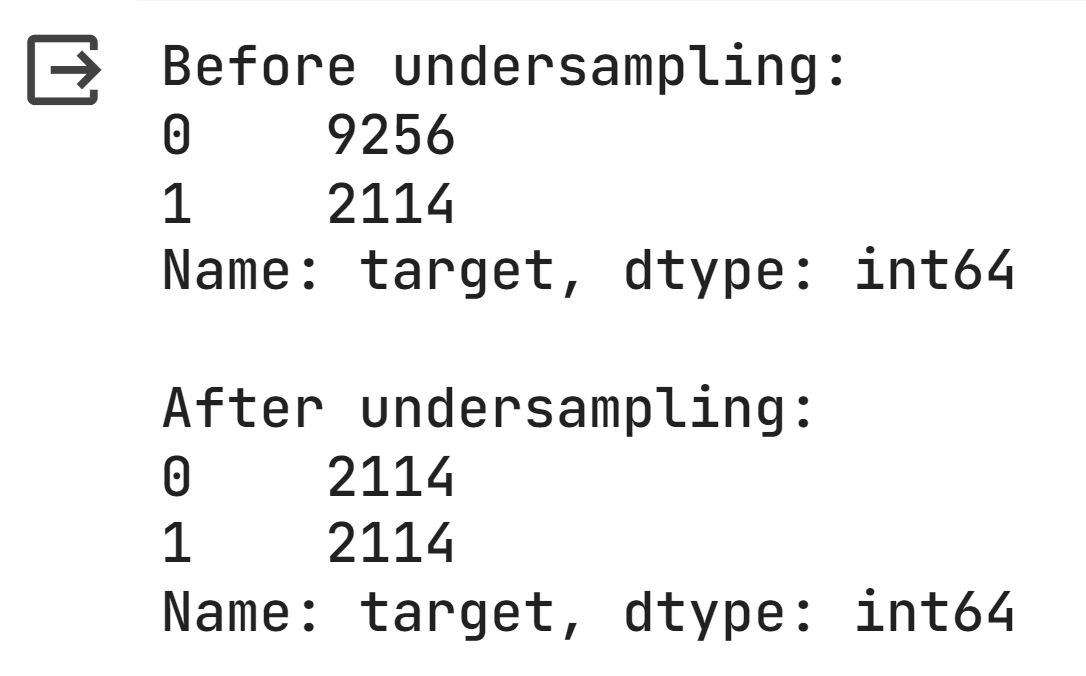 Before undersampling:
0    9256
1    2114
Name: target, dtype: int64

After undersampling:
0    2114
1    2114
Name: target, dtype: int64